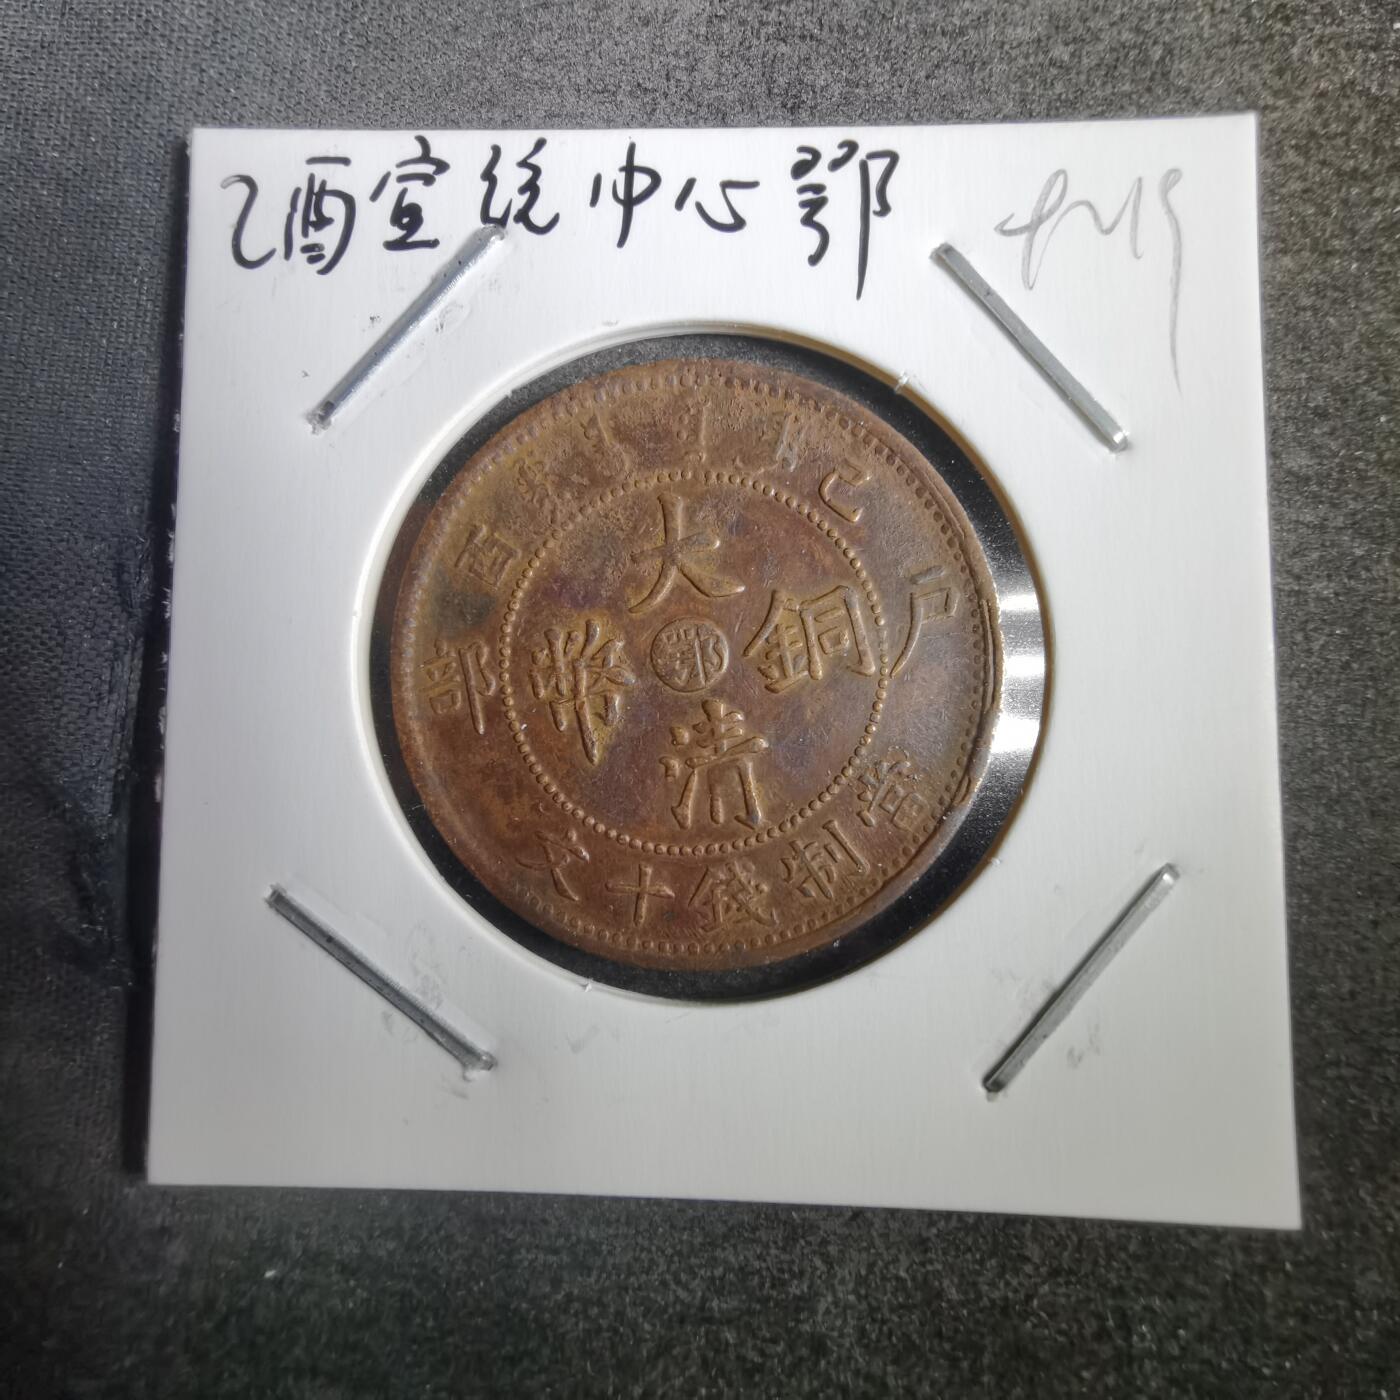 乙酉宣统中心鄂
己酉
户部
大清銅幣
鄂
當制錢十文